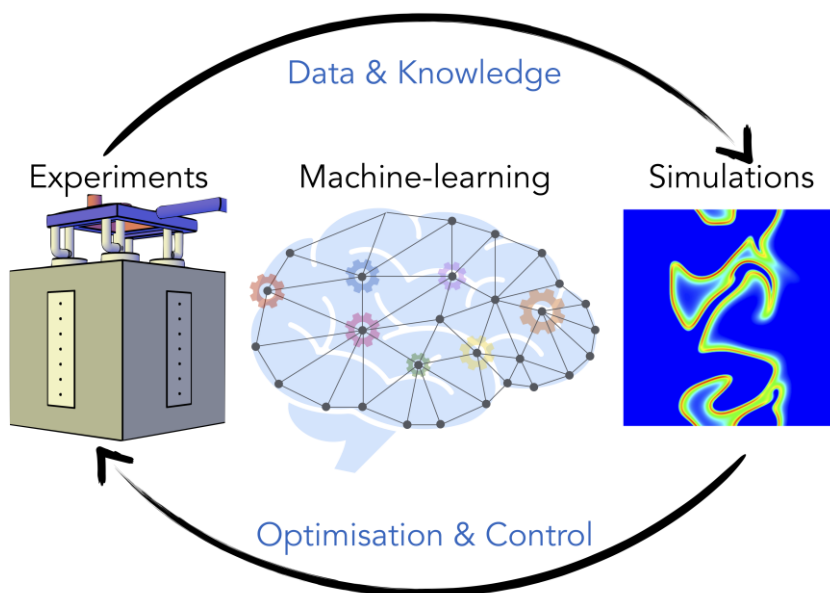 Data & Knowledge
Experiments
Machine-learning
Simulations
Optimisation & Control